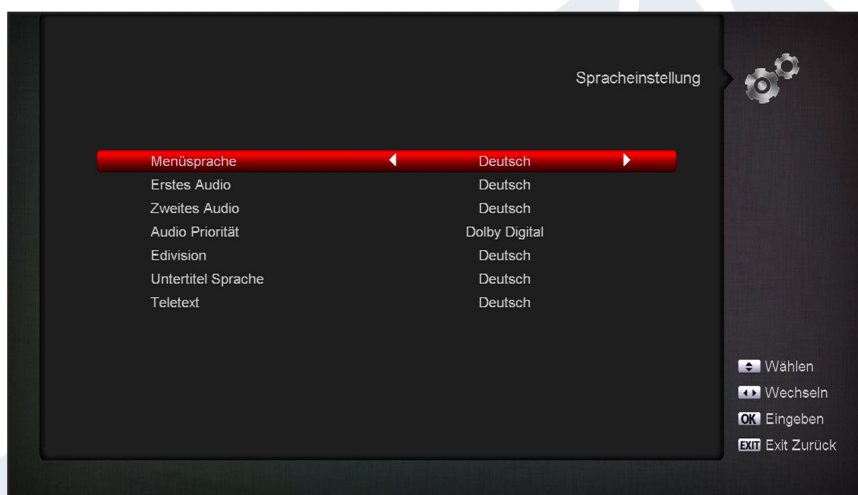 Spracheinstellung
Menüsprache Deutsch
Erstes Audio Deutsch
Zweites Audio Deutsch
Audio Priorität Dolby Digital
Edivision Deutsch
Untertitel Sprache Deutsch
Teletext Deutsch
Wählen
Wechseln
OK Eingeben
EXIT Exit Zurück